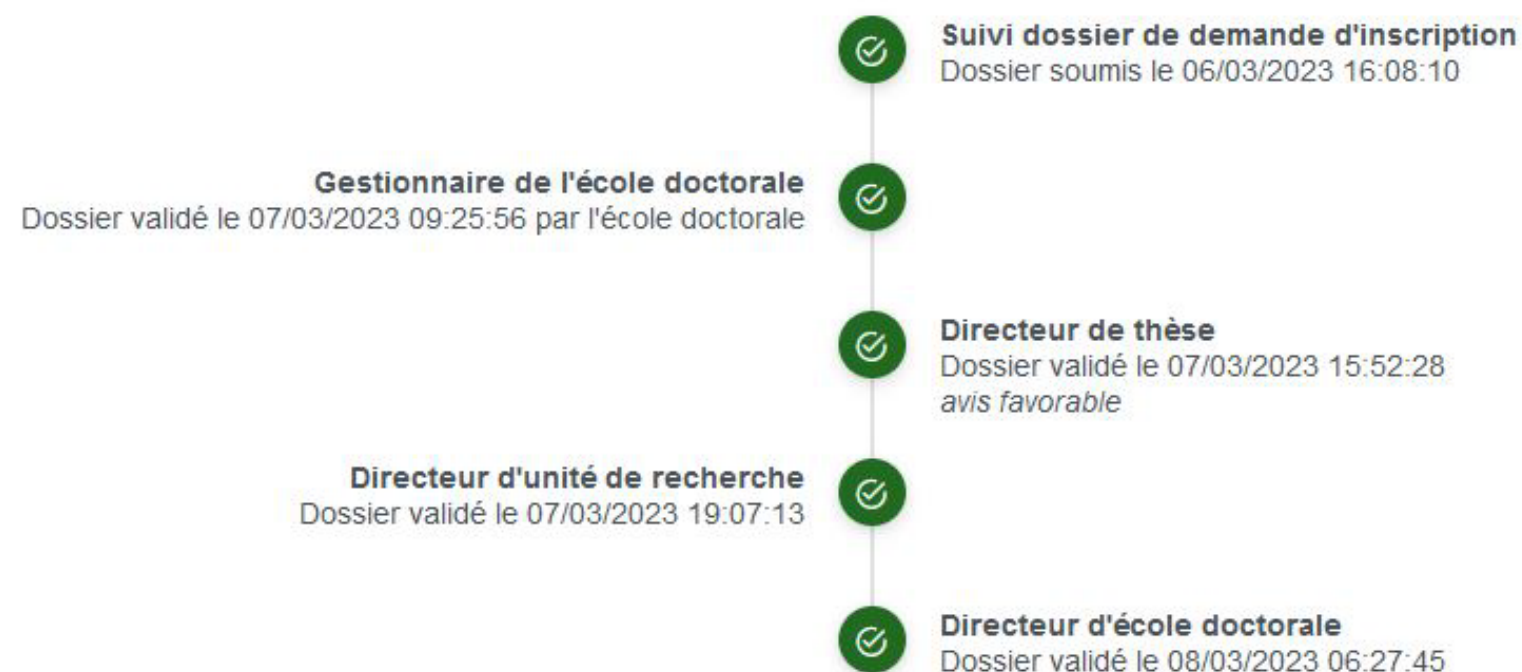 Suivi dossier de demande d'inscription
Dossier soumis le 06/03/2023 16:08:10
Gestionnaire de l'école doctorale
Dossier validé le 07/03/2023 09:25:56 par l'école doctorale
Directeur de thèse
Dossier validé le 07/03/2023 15:52:28
avis favorable
Directeur d'unité de recherche
Dossier validé le 07/03/2023 19:07:13
Directeur d'école doctorale
Dossier validé le 08/03/2023 06:27:45